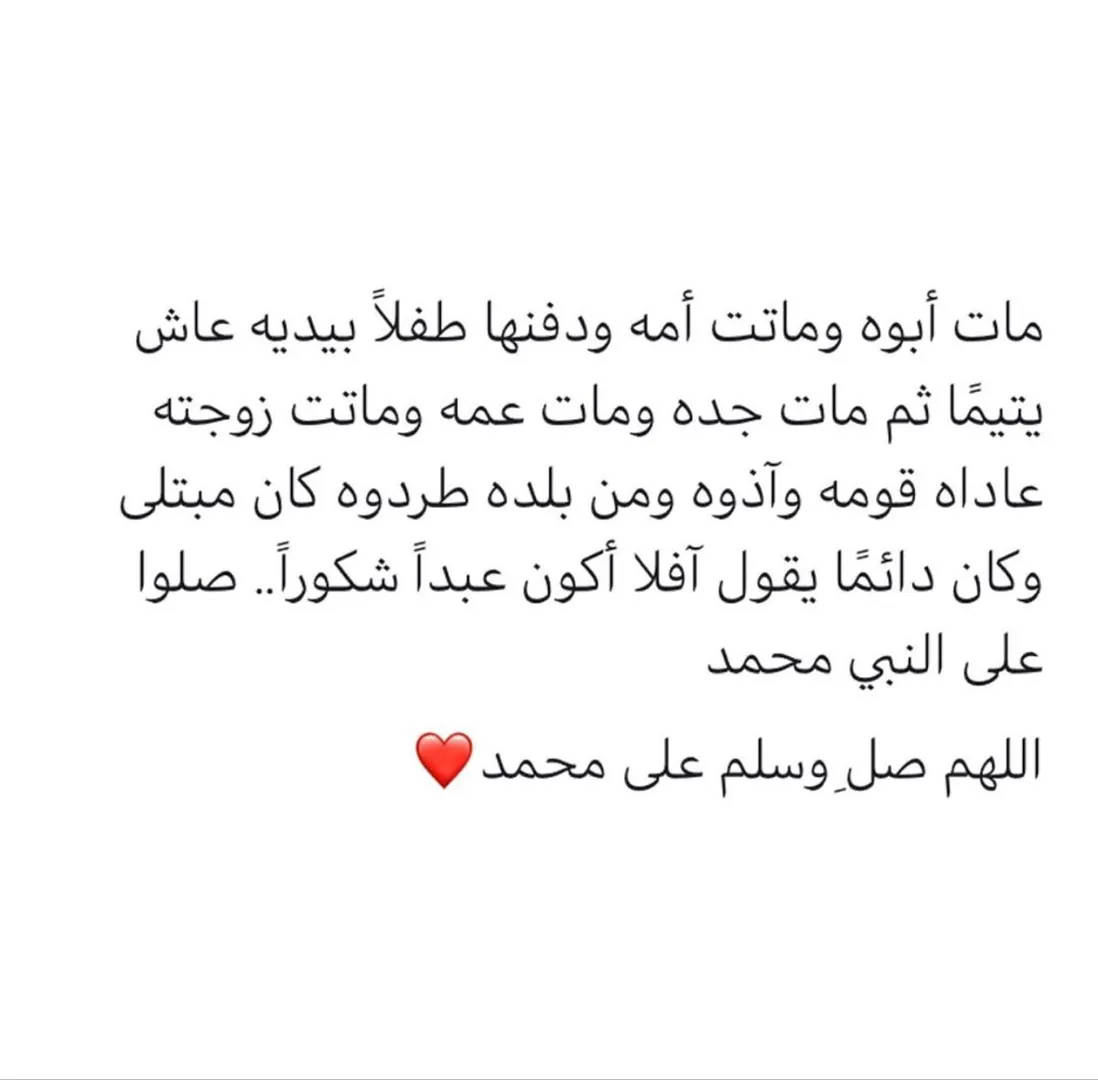 مات أبوه وماتت أمه ودفنها طفلاً بيديه عاش
يتيمًا ثم مات جده ومات عمه وماتت زوجته
عاداه قومه وآذوه ومن بلده طردوه كان مبتلى
وكان دائمًا يقول آفلا أكون عبداً شكوراً.. صلوا
على النبي محمد
اللهم صل ِوسلم على محمد❤️